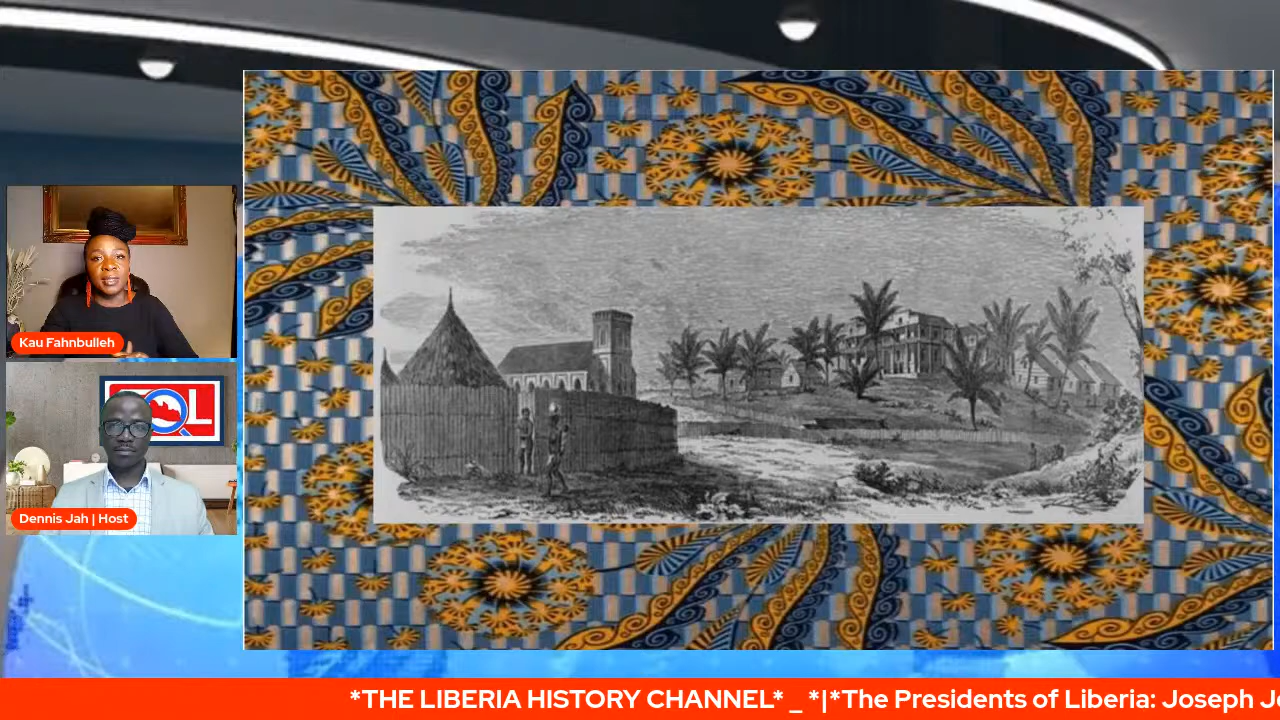 Kau Fahnbulleh
Dennis Jah | Host
*THE LIBERIA HISTORY CHANNEL* _ *|*The Presidents of Liberia: Joseph